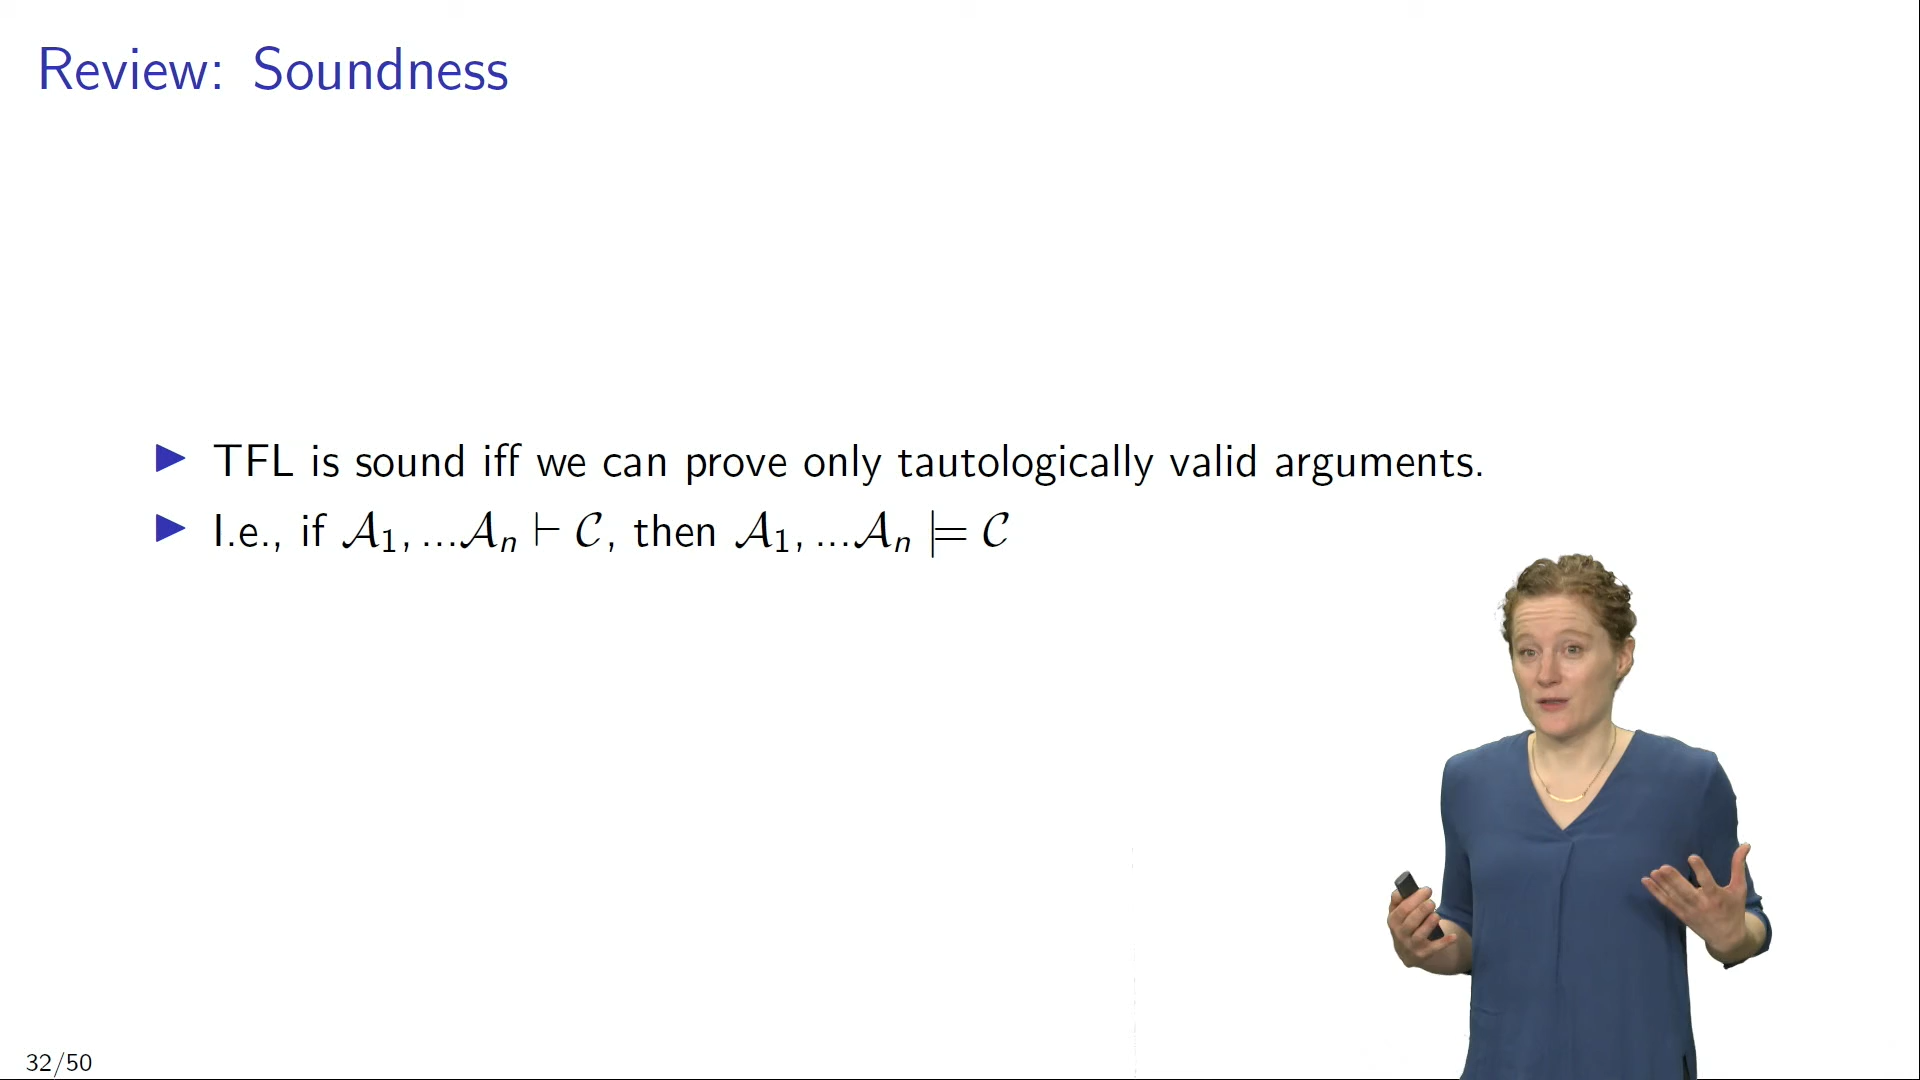 Review: Soundness
▶ TFL is sound iff we can prove only tautologically valid arguments.
▶ I.e., if 𝒜₁, ...𝒜ₙ ⊢ 𝒞, then 𝒜₁, ...𝒜ₙ ⊨ 𝒞
32/50